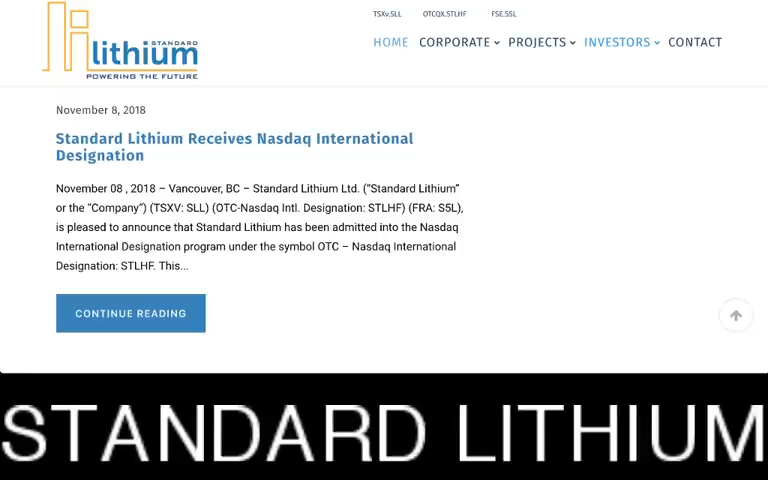 TSXv.SLL OTCQX.STLHF FSE.S5L
STANDARD
lithium
POWERING THE FUTURE
HOME CORPORATE PROJECTS INVESTORS CONTACT
November 8, 2018
Standard Lithium Receives Nasdaq International
Designation
November 08 , 2018 – Vancouver, BC – Standard Lithium Ltd. (“Standard Lithium”
or the “Company”) (TSXV: SLL) (OTC-Nasdaq Intl. Designation: STLHF) (FRA: S5L),
is pleased to announce that Standard Lithium has been admitted into the Nasdaq
International Designation program under the symbol OTC – Nasdaq International
Designation: STLHF. This...
CONTINUE READING
STANDARD LITHIUM